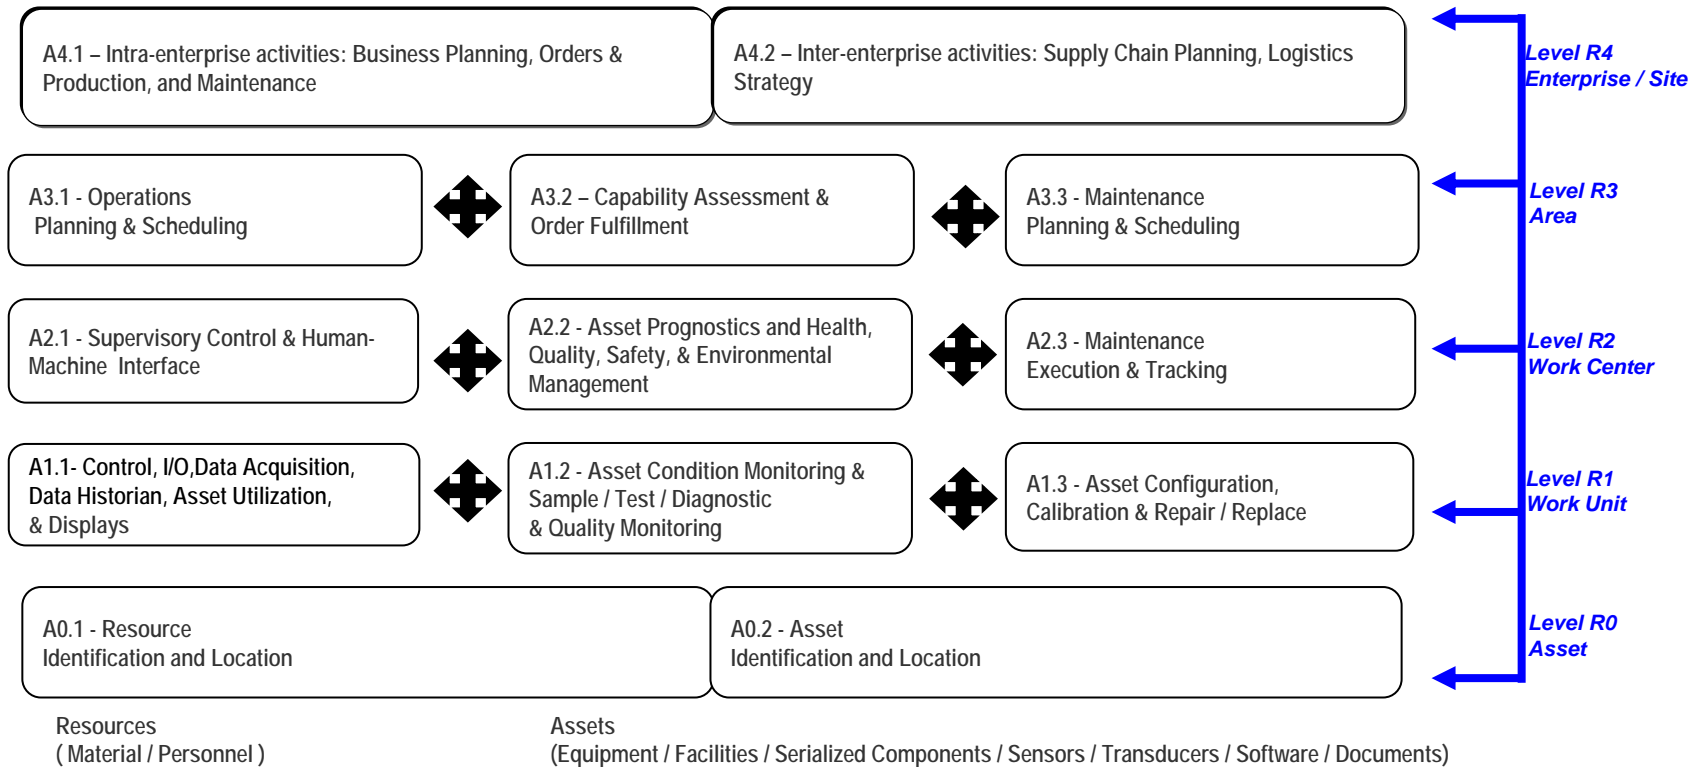 A4.1 – Intra-enterprise activities: Business Planning, Orders &
Production, and Maintenance
A4.2 – Inter-enterprise activities: Supply Chain Planning, Logistics
Strategy
Level R4
Enterprise / Site
A3.1 - Operations
Planning & Scheduling
A3.2 – Capability Assessment &
Order Fulfillment
A3.3 - Maintenance
Planning & Scheduling
Level R3
Area
A2.1 - Supervisory Control & Human-
Machine Interface
A2.2 - Asset Prognostics and Health,
Quality, Safety, & Environmental
Management
A2.3 - Maintenance
Execution & Tracking
Level R2
Work Center
A1.1- Control, I/O,Data Acquisition,
Data Historian, Asset Utilization,
& Displays
A1.2 - Asset Condition Monitoring &
Sample / Test / Diagnostic
& Quality Monitoring
A1.3 - Asset Configuration,
Calibration & Repair / Replace
Level R1
Work Unit
A0.1 - Resource
Identification and Location
A0.2 - Asset
Identification and Location
Level R0
Asset
Resources
( Material / Personnel )
Assets
(Equipment / Facilities / Serialized Components / Sensors / Transducers / Software / Documents)